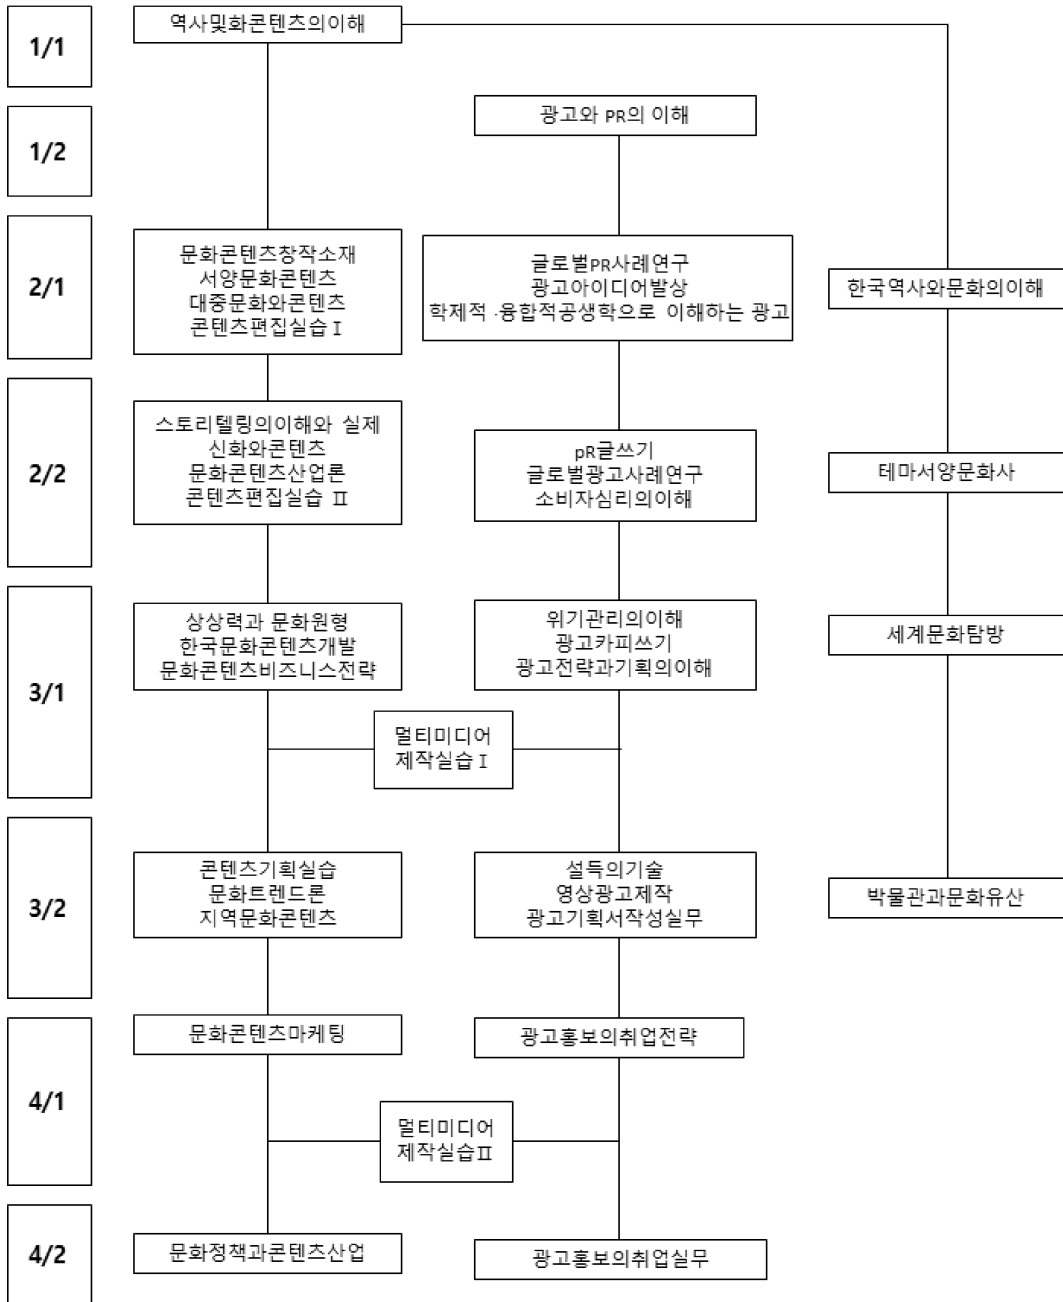 1/1
역사및화콘텐츠의이해
1/2
광고와 PR의 이해
2/1
문화콘텐츠창작소재
서양문화콘텐츠
대중문화와콘텐츠
콘텐츠편집실습 I
글로벌PR사례연구
광고아이디어발상
학제적 ·융합적공생학으로 이해하는 광고
한국역사와문화의이해
2/2
스토리텔링의이해와 실제
신화와콘텐츠
문화콘텐츠산업론
콘텐츠편집실습 II
pR글쓰기
글로벌광고사례연구
소비자심리의이해
테마서양문화사
3/1
상상력과 문화원형
한국문화콘텐츠개발
문화콘텐츠비즈니스전략
위기관리의이해
광고카피쓰기
광고전략과기획의이해
세계문화탐방
멀티미디어
제작실습 I
3/2
콘텐츠기획실습
문화트렌드론
지역문화콘텐츠
설득의기술
영상광고제작
광고기획서작성실무
박물관과문화유산
4/1
문화콘텐츠마케팅
광고홍보의취업전략
멀티미디어
제작실습Ⅱ
4/2
문화정책과콘텐츠산업
광고홍보의취업실무